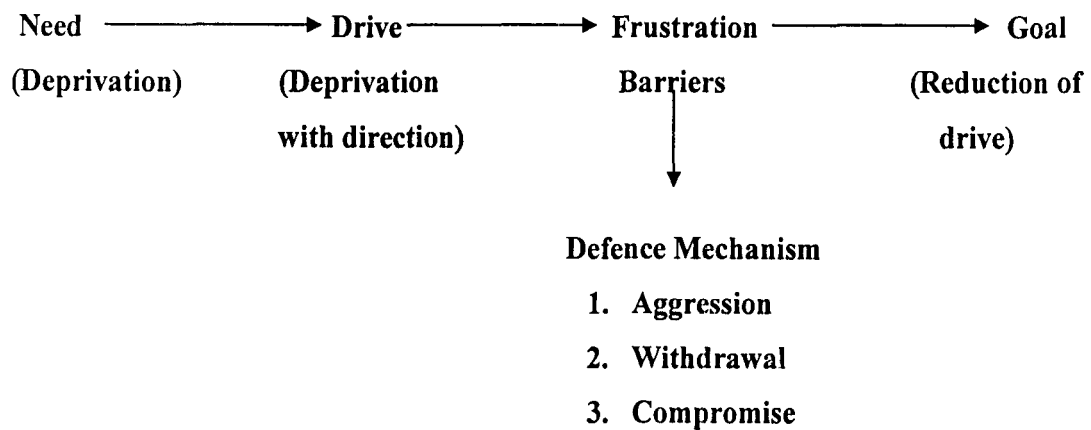 Need Drive Frustration Goal
(Deprivation) (Deprivation Barriers (Reduction of
with direction) drive)
Defence Mechanism
1. Aggression
2. Withdrawal
3. Compromise